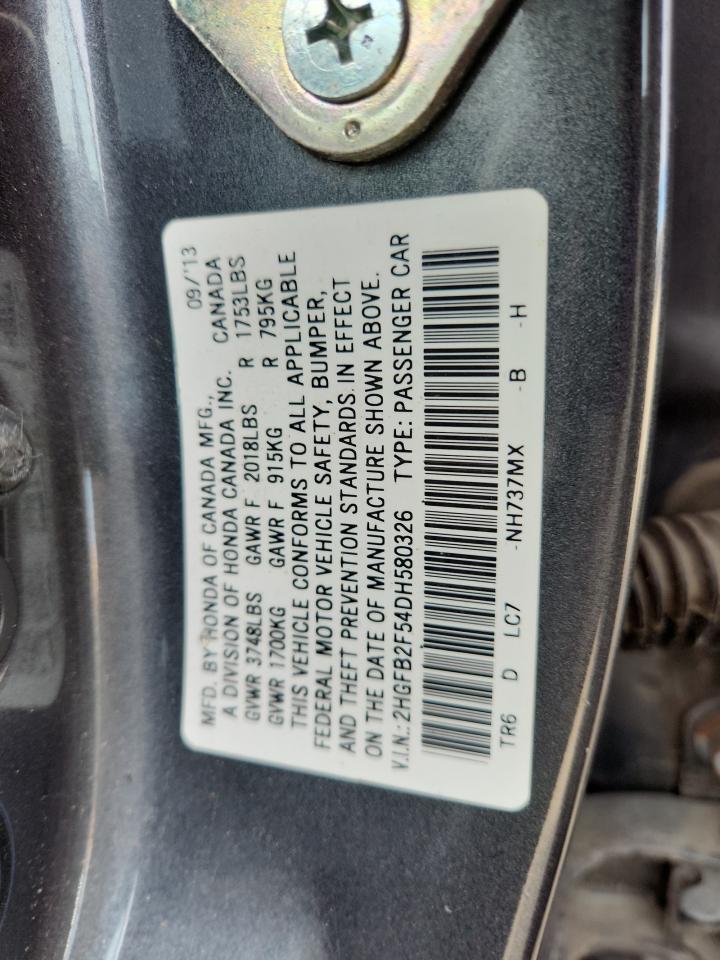 09/'13
MFD. BY HONDA OF CANADA MFG.,
A DIVISION OF HONDA CANADA INC. CANADA
GVWR 3748LBS GAWR F 2018LBS R 1753LBS
GVWR 1700KG GAWR F 915KG R 795KG
THIS VEHICLE CONFORMS TO ALL APPLICABLE
FEDERAL MOTOR VEHICLE SAFETY, BUMPER,
AND THEFT PREVENTION STANDARDS IN EFFECT
ON THE DATE OF MANUFACTURE SHOWN ABOVE.
V.I.N.: 2HGFB2F54DH580326 TYPE: PASSENGER CAR
TR6 D LC7 -NH737MX -B -H